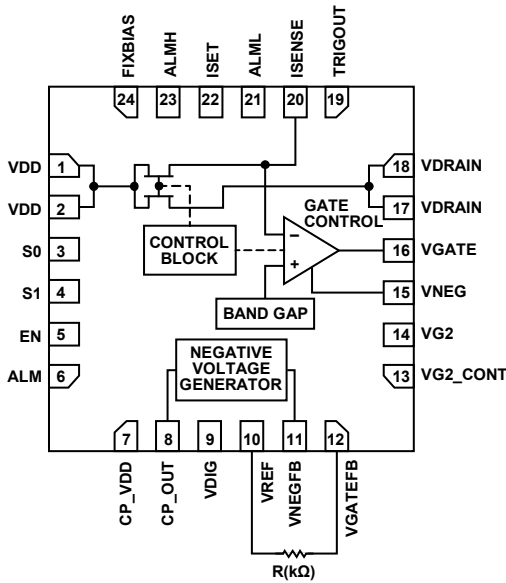 FIXBIAS
ALMH
ISET
ALML
ISENSE
TRIGOUT
24
23
22
21
20
19
VDD 1
VDD 2
S0 3
S1 4
EN 5
ALM 6
18 VDRAIN
17 VDRAIN
16 VGATE
15 VNEG
14 VG2
13 VG2_CONT
GATE
CONTROL
CONTROL
BLOCK
–
+
BAND GAP
NEGATIVE
VOLTAGE
GENERATOR
7
8
9
10
11
12
CP_VDD
CP_OUT
VDIG
VREF
VNEGFB
VGATEFB
R(kΩ)